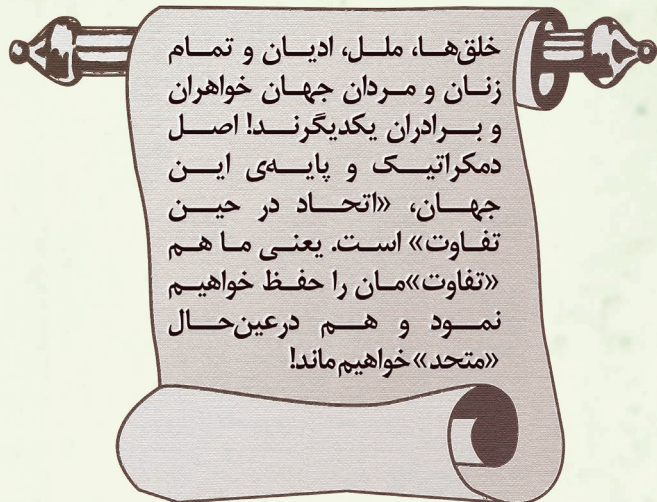 خلق‌ها، ملل، ادیان و تمام
زنان و مردان جهان خواهران
و برادران یکدیگرند! اصل
دمکراتیک و پایه‌ی این
جهان، «اتحاد در حین
تفاوت» است. یعنی ما هم
«تفاوت»مان را حفظ خواهیم
نمود و هم درعین‌حال
«متحد» خواهیم ماند!